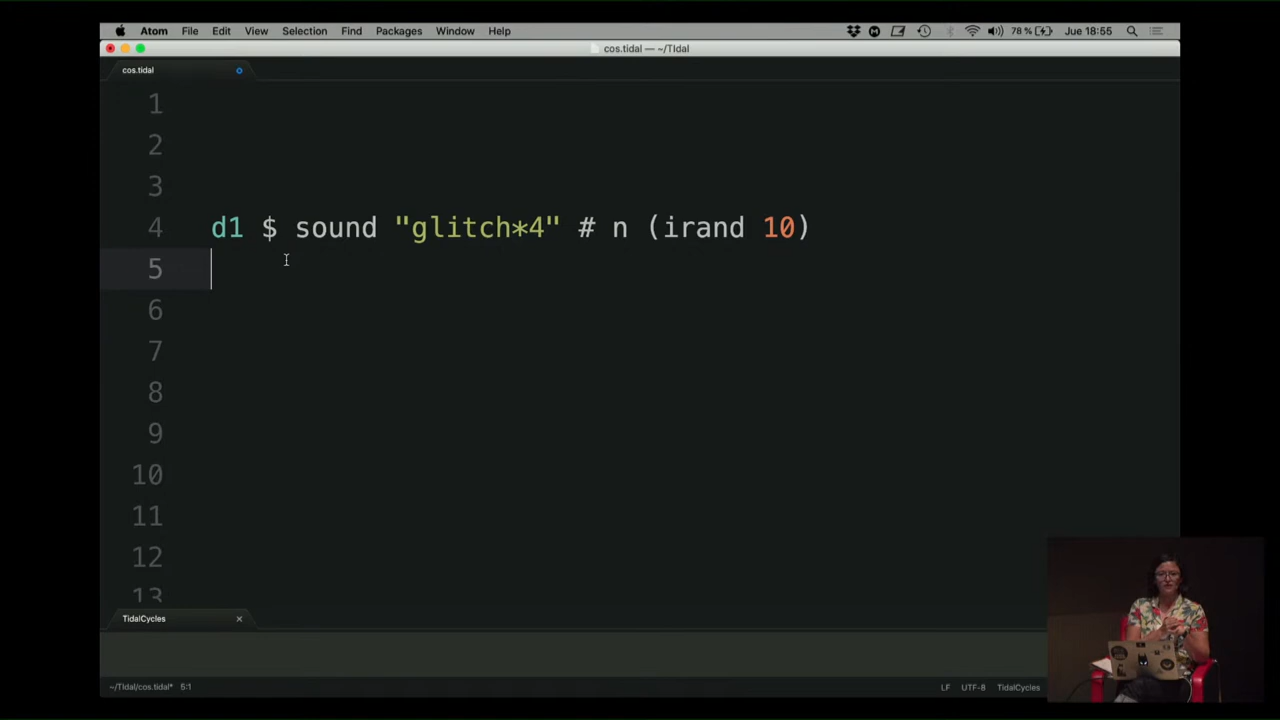 Atom File Edit View Selection Find Packages Window Help 78 % Jue 18:55
cos.tidal — ~/TIdal
cos.tidal
1
2
3
4 d1 $ sound "glitch*4" # n (irand 10)
5
6
7
8
9
10
11
12
13
TidalCycles
~/TIdal/cos.tidal* 5:1 LF UTF-8 TidalCycles